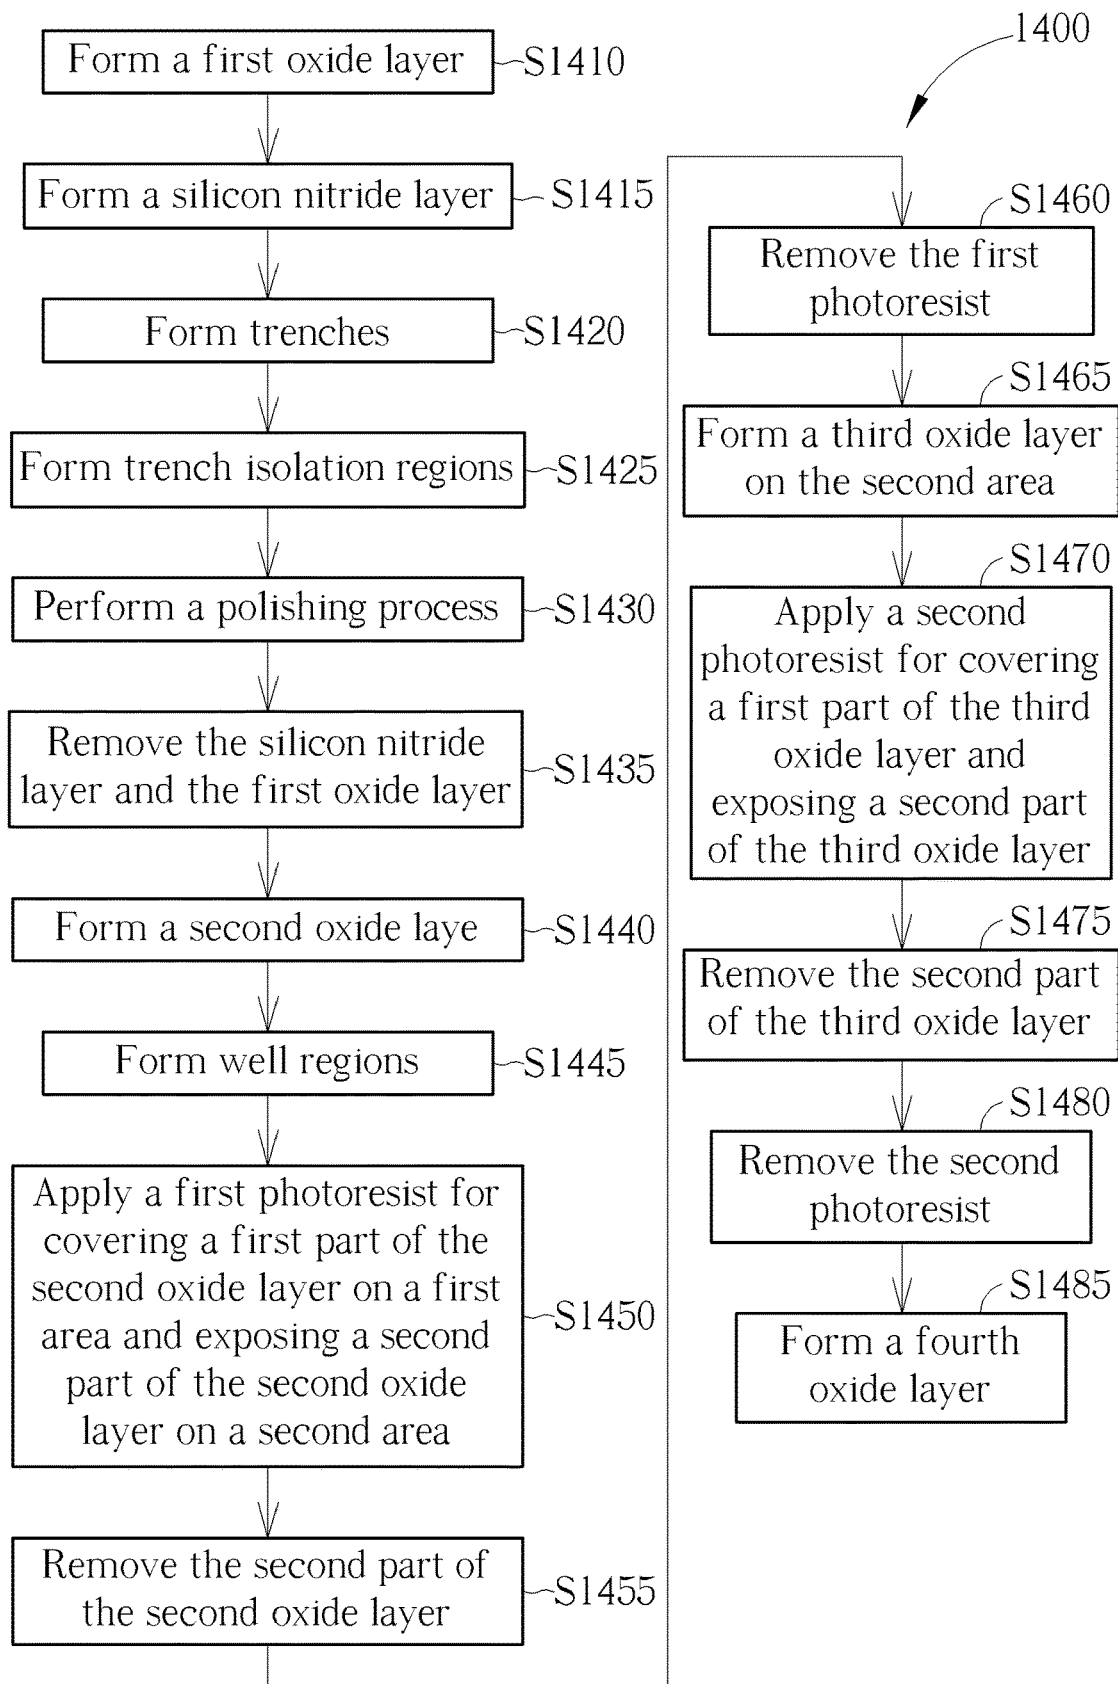 Form a first oxide layer
S1410
Form a silicon nitride layer
S1415
Form trenches
S1420
Form trench isolation regions
S1425
Perform a polishing process
S1430
Remove the silicon nitride
layer and the first oxide layer
S1435
Form a second oxide laye
S1440
Form well regions
S1445
Apply a first photoresist for
covering a first part of the
second oxide layer on a first
area and exposing a second
part of the second oxide
layer on a second area
S1450
Remove the second part of
the second oxide layer
S1455
1400
S1460
Remove the first
photoresist
S1465
Form a third oxide layer
on the second area
S1470
Apply a second
photoresist for covering
a first part of the third
oxide layer and
exposing a second part
of the third oxide layer
S1475
Remove the second part
of the third oxide layer
S1480
Remove the second
photoresist
S1485
Form a fourth
oxide layer